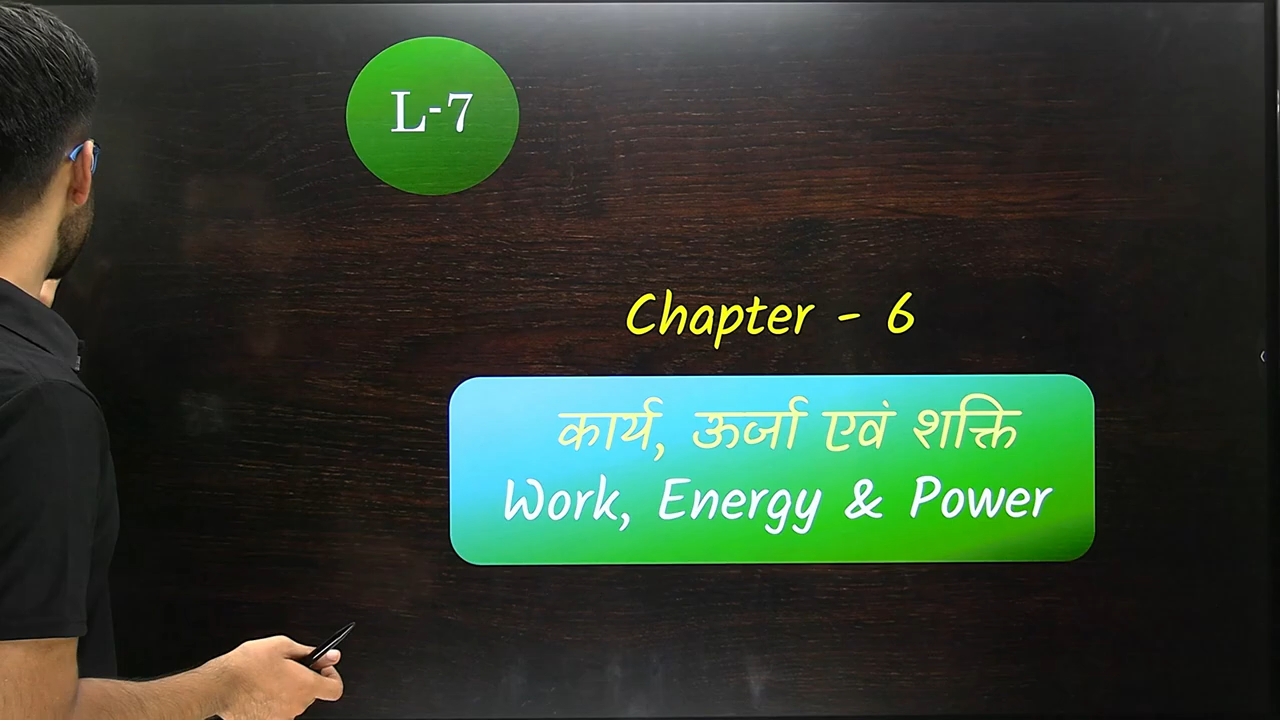 L-7
Chapter - 6
कार्य, ऊर्जा एवं शक्ति
Work, Energy & Power